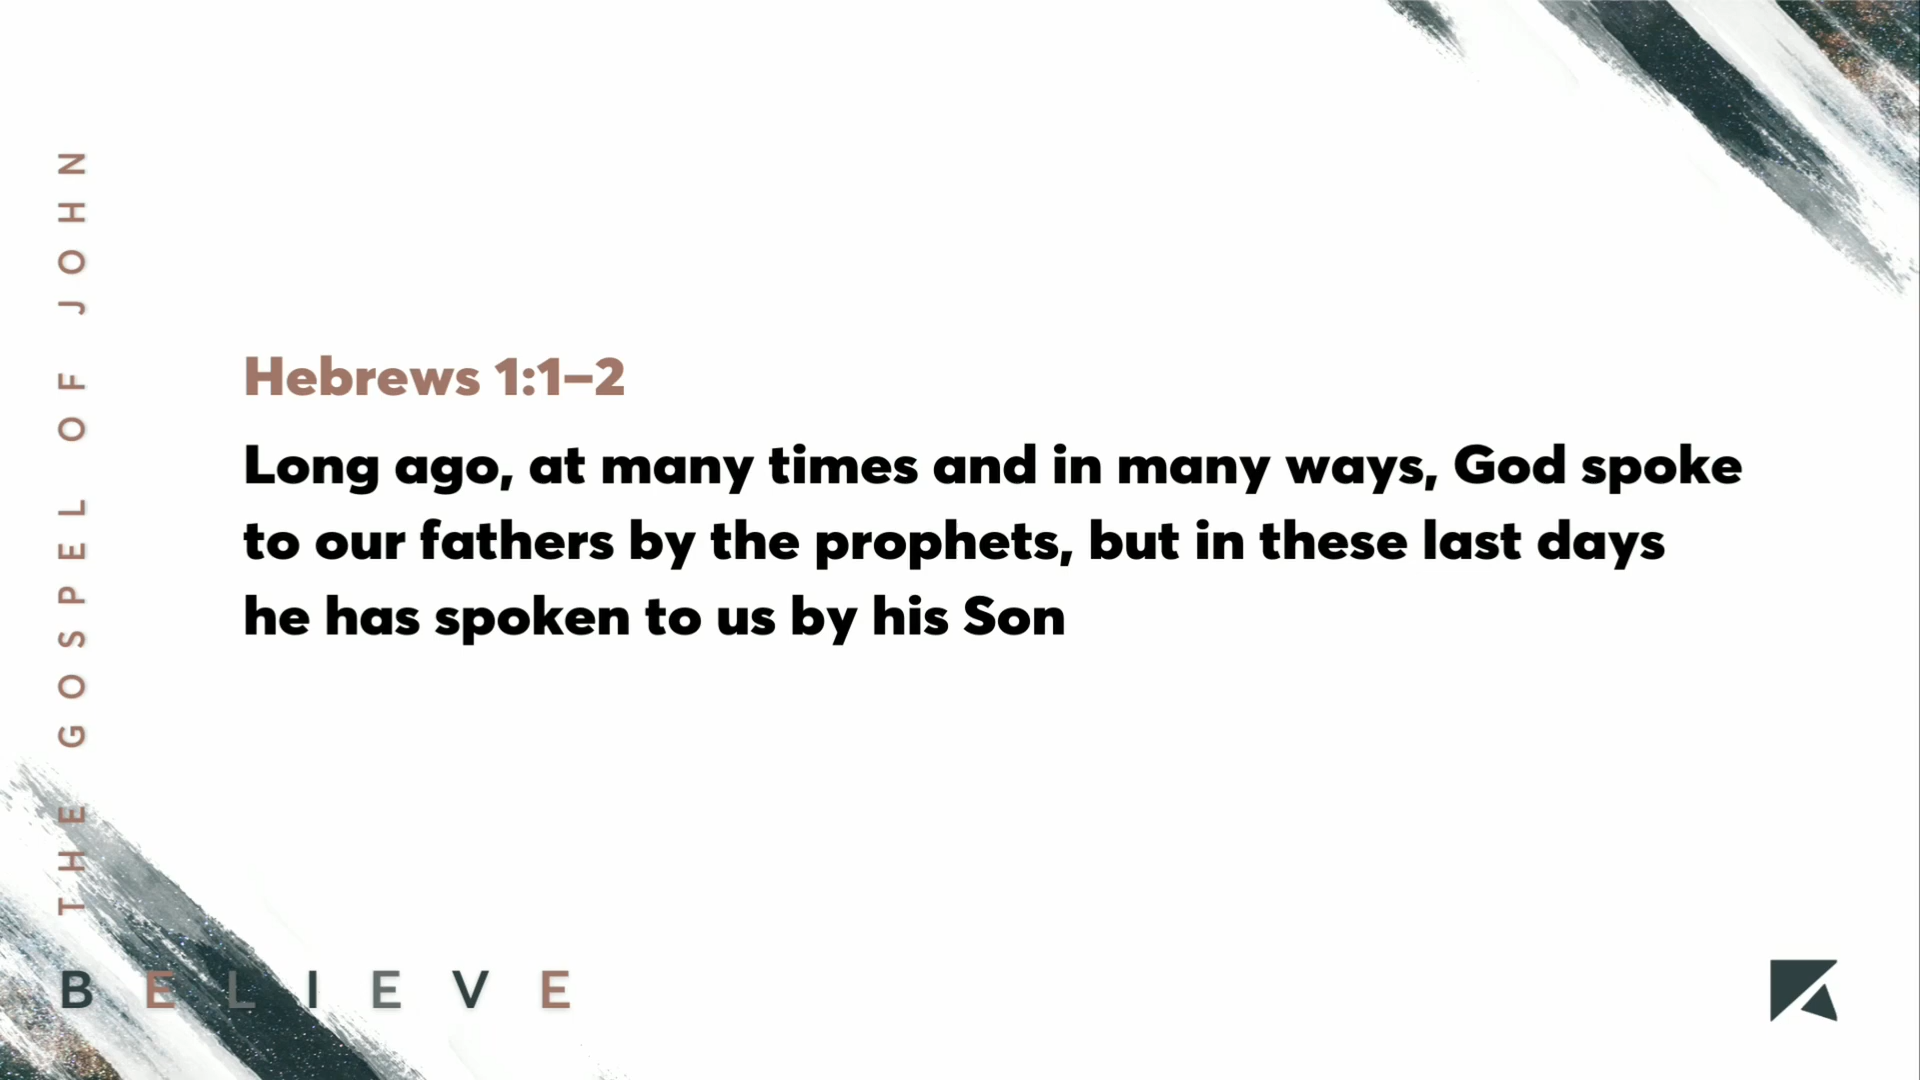 THE GOSPEL OF JOHN
Hebrews 1:1–2
Long ago, at many times and in many ways, God spoke
to our fathers by the prophets, but in these last days
he has spoken to us by his Son
BELIEVE